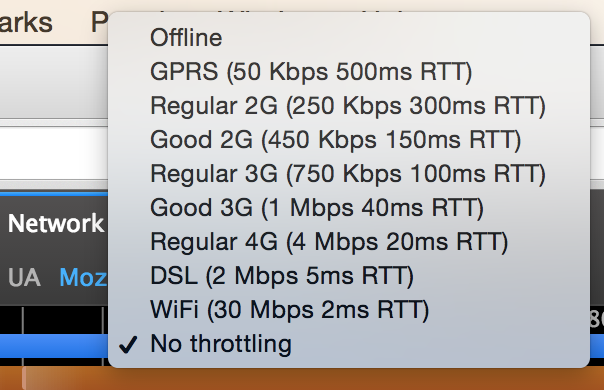 arks
Offline
GPRS (50 Kbps 500ms RTT)
Regular 2G (250 Kbps 300ms RTT)
Good 2G (450 Kbps 150ms RTT)
Regular 3G (750 Kbps 100ms RTT)
Good 3G (1 Mbps 40ms RTT)
Network
Regular 4G (4 Mbps 20ms RTT)
UA Moz
DSL (2 Mbps 5ms RTT)
WiFi (30 Mbps 2ms RTT)
✓ No throttling